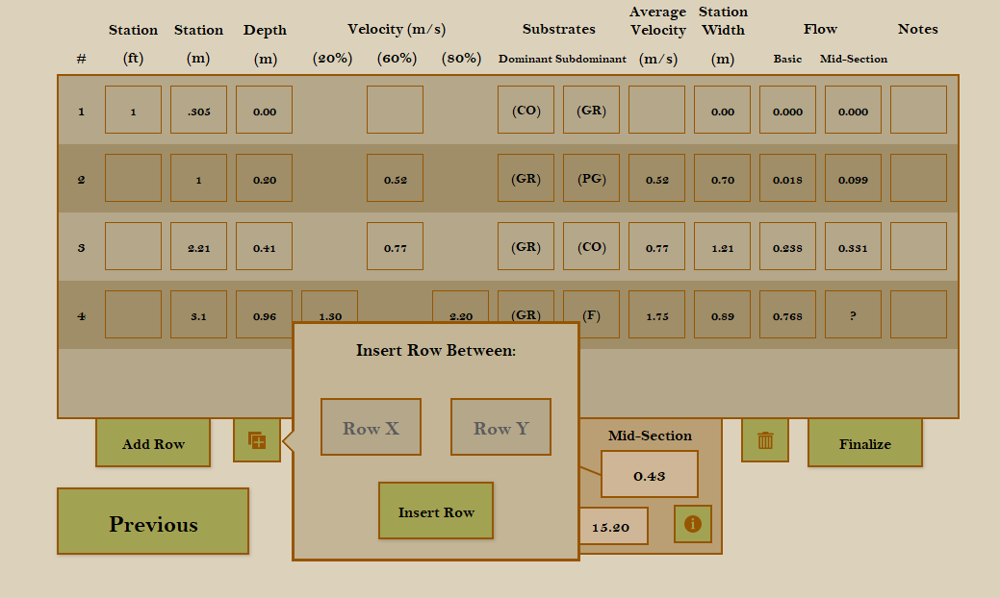 # Station (ft) Station (m) Depth (m) Velocity (m/s) (20%) (60%) (80%) Substrates Dominant Subdominant Average Velocity (m/s) Station Width (m) Flow Basic Mid-Section Notes
1 1 .305 0.00 (CO) (GR) 0.00 0.000 0.000
2 1 0.20 0.52 (GR) (PG) 0.52 0.70 0.018 0.099
3 2.21 0.41 0.77 (GR) (CO) 0.77 1.21 0.238 0.331
4 3.1 0.96 1.30 2.20 (GR) (F) 1.75 0.89 0.768 ?
Insert Row Between:
Row X Row Y
Insert Row
Add Row
Mid-Section
0.43
15.20
Finalize
Previous